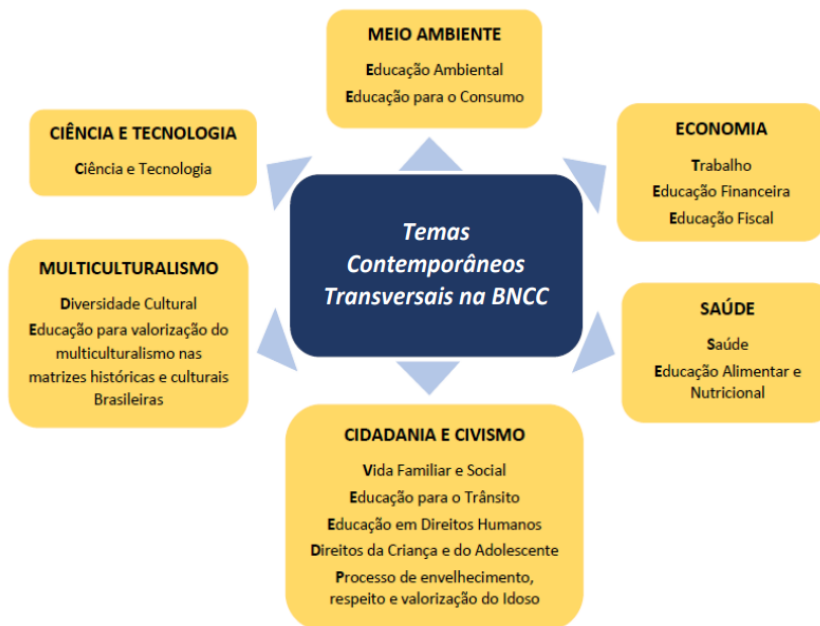 MEIO AMBIENTE
Educação Ambiental
Educação para o Consumo
CIÊNCIA E TECNOLOGIA
Ciência e Tecnologia
ECONOMIA
Trabalho
Educação Financeira
Educação Fiscal
Temas
Contemporâneos
Transversais na BNCC
MULTICULTURALISMO
Diversidade Cultural
Educação para valorização do
multiculturalismo nas
matrizes históricas e culturais
Brasileiras
SAÚDE
Saúde
Educação Alimentar e
Nutricional
CIDADANIA E CIVISMO
Vida Familiar e Social
Educação para o Trânsito
Educação em Direitos Humanos
Direitos da Criança e do Adolescente
Processo de envelhecimento,
respeito e valorização do Idoso